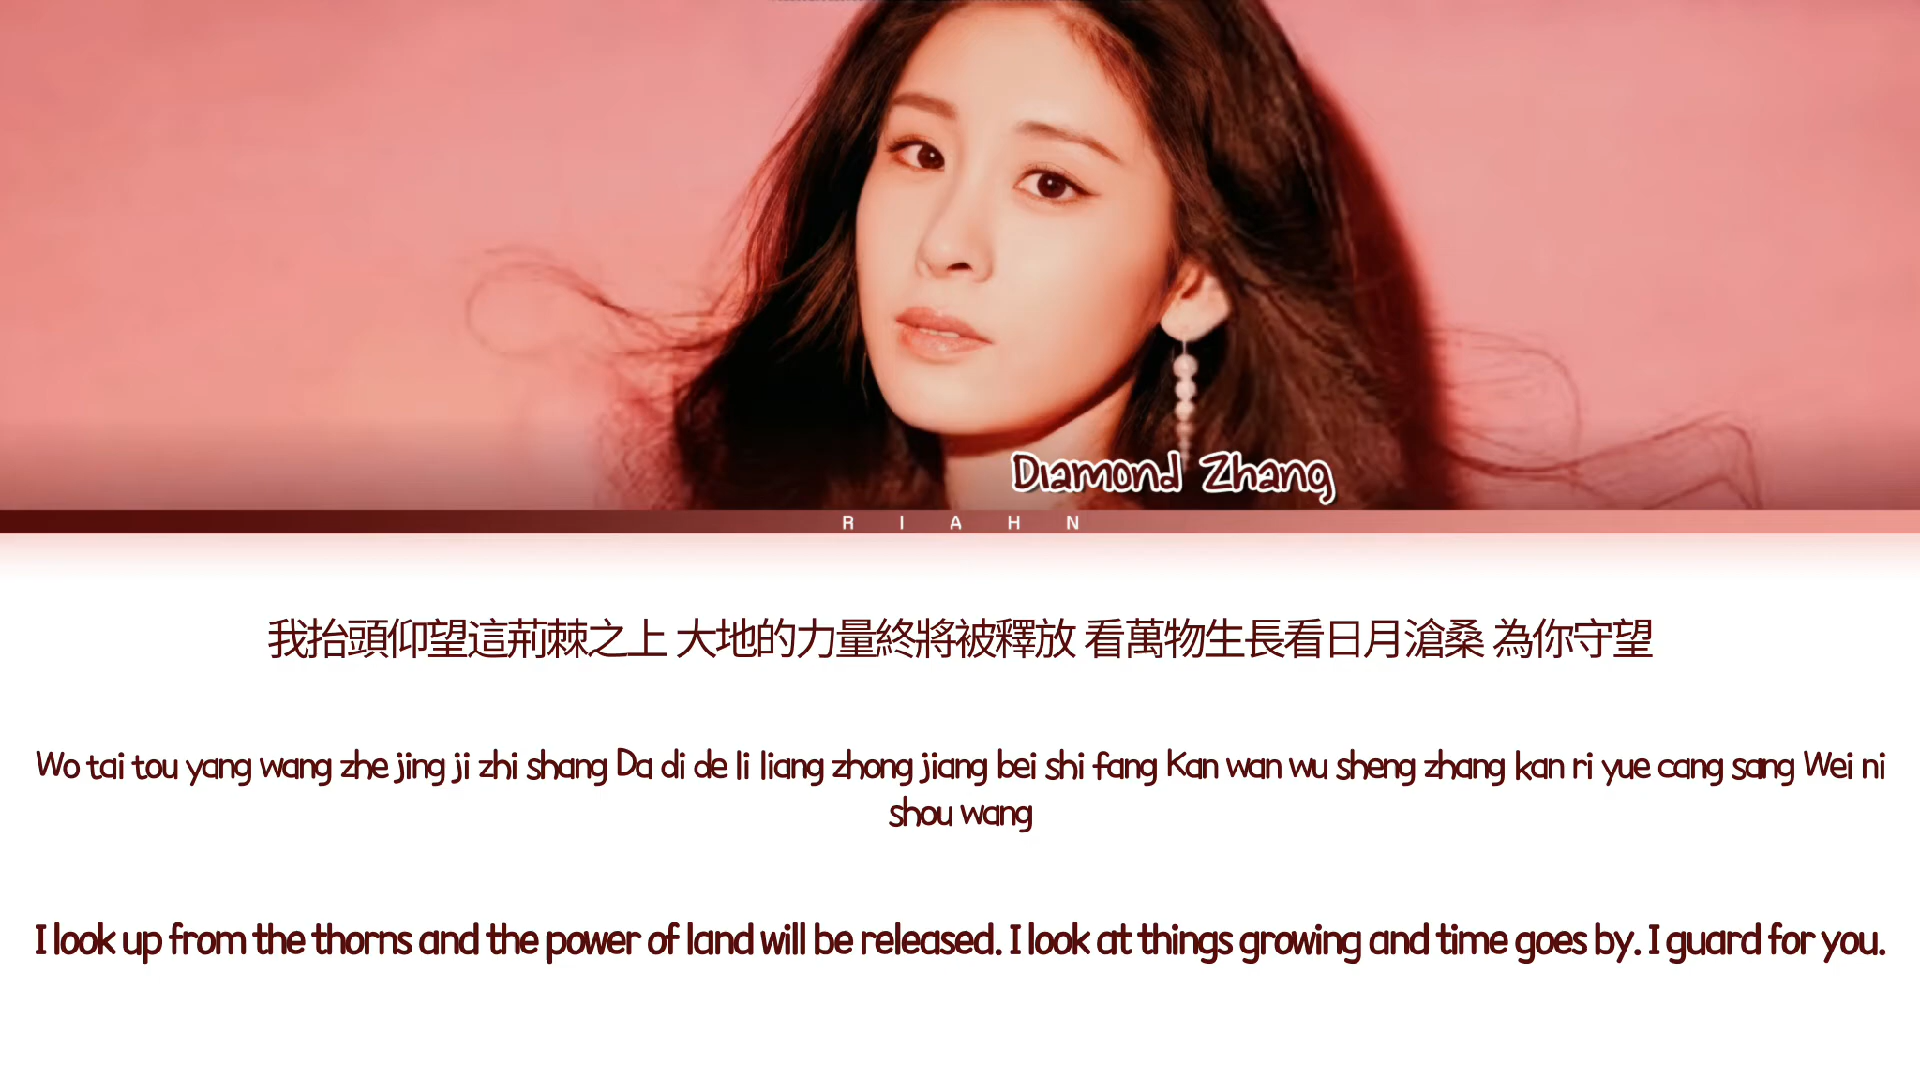 Diamond Zhang
RIAHN
我抬頭仰望這荊棘之上 大地的力量終將被釋放 看萬物生長看日月滄桑 為你守望
Wo tai tou yang wang zhe jing ji zhi shang Da di de li liang zhong jiang bei shi fang Kan wan wu sheng zhang kan ri yue cang sang Wei ni
shou wang
I look up from the thorns and the power of land will be released. I look at things growing and time goes by. I guard for you.